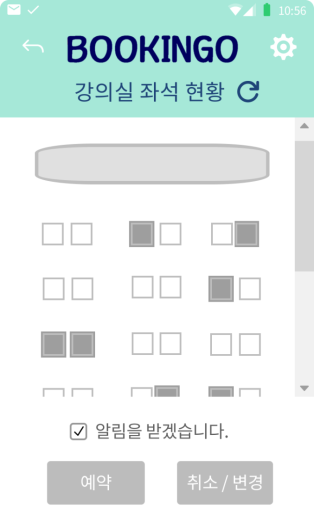 10:56
BOOKINGO
강의실 좌석 현황
알림을 받겠습니다.
예약
취소 / 변경